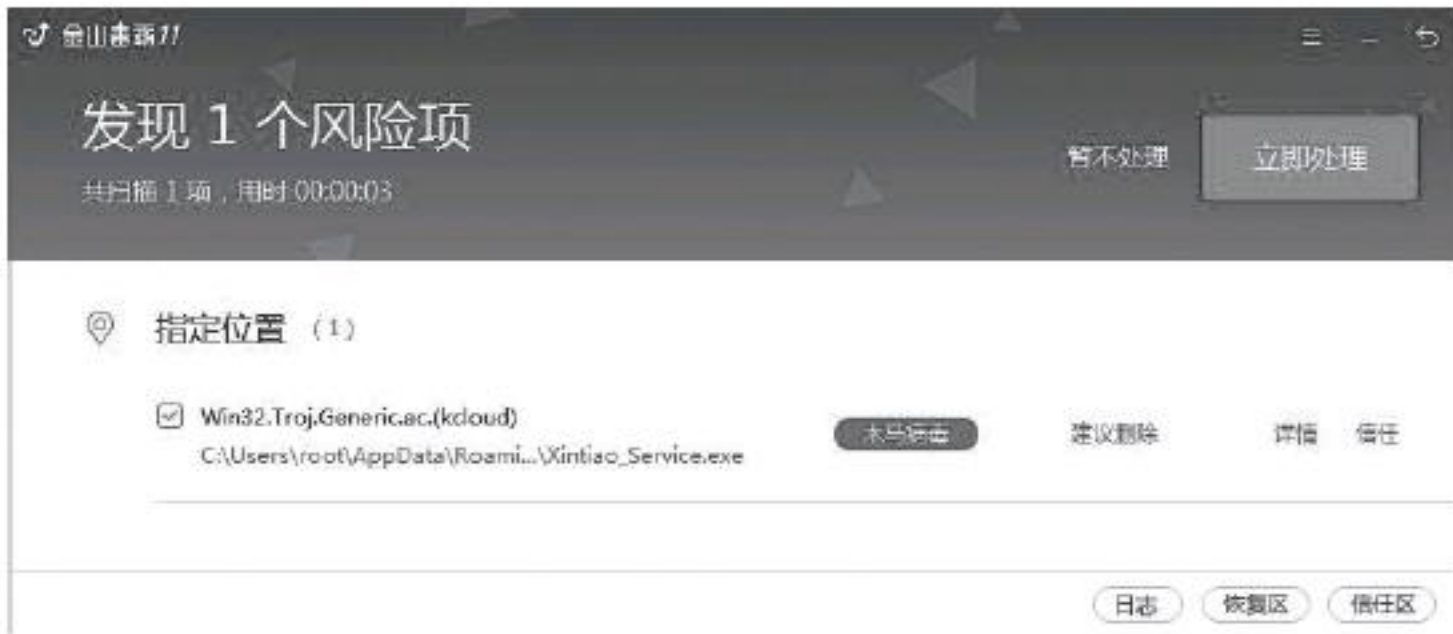 金山毒霸11
发现 1 个风险项
暂不处理
立即处理
共扫描 1 项，用时 00:00:03
指定位置 (1)
Win32.Troj.Generic.ac.(kcloud)
木马病毒
建议删除
详情
信任
C:\Users\root\AppData\Roami...\Xintiao_Service.exe
日志
恢复区
信任区